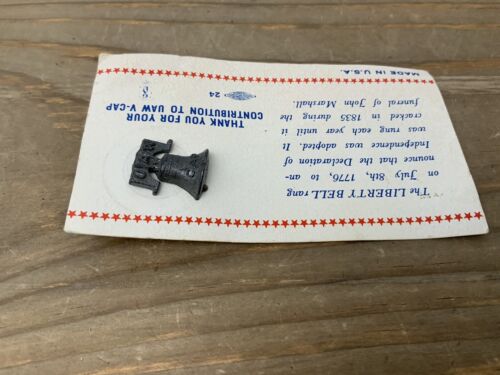 The LIBERTY BELL rang
on July 8th, 1776, to an-
nounce that the Declaration of
Independence was adopted. It
was rung each year until it
cracked in 1835 during the
funeral of John Marshall.
THANK YOU FOR YOUR
CONTRIBUTION TO UAW V-CAP
24
MADE IN U.S.A.
UAW